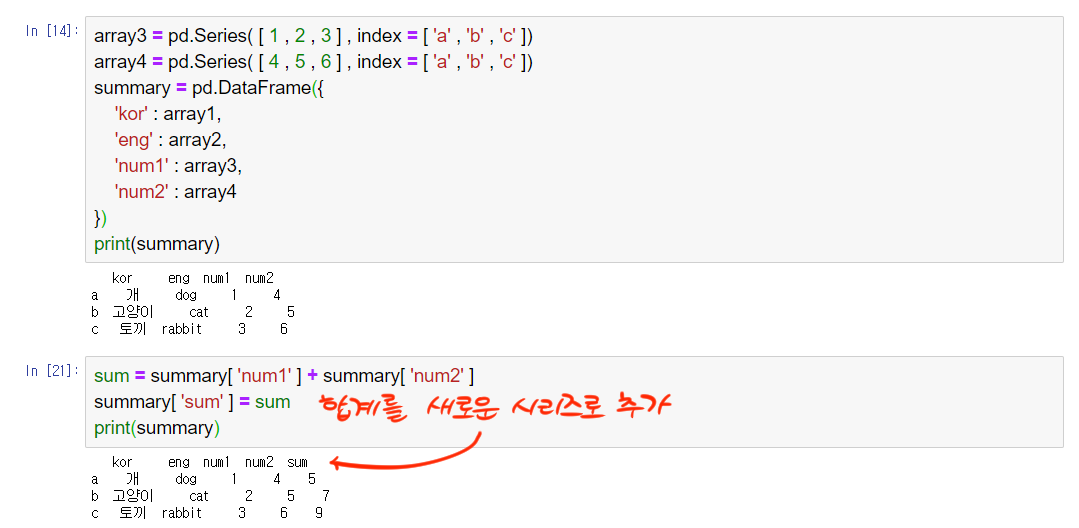 In [14]:
array3 = pd.Series( [ 1 , 2 , 3 ] , index = [ 'a' , 'b' , 'c' ])
array4 = pd.Series( [ 4 , 5 , 6 ] , index = [ 'a' , 'b' , 'c' ])
summary = pd.DataFrame({
'kor' : array1,
'eng' : array2,
'num1' : array3,
'num2' : array4
})
print(summary)
kor eng num1 num2
a 개 dog 1 4
b 고양이 cat 2 5
c 토끼 rabbit 3 6
In [21]:
sum = summary[ 'num1' ] + summary[ 'num2' ]
summary[ 'sum' ] = sum 합계를 새로운 시리즈로 추가
print(summary)
kor eng num1 num2 sum
a 개 dog 1 4 5
b 고양이 cat 2 5 7
c 토끼 rabbit 3 6 9